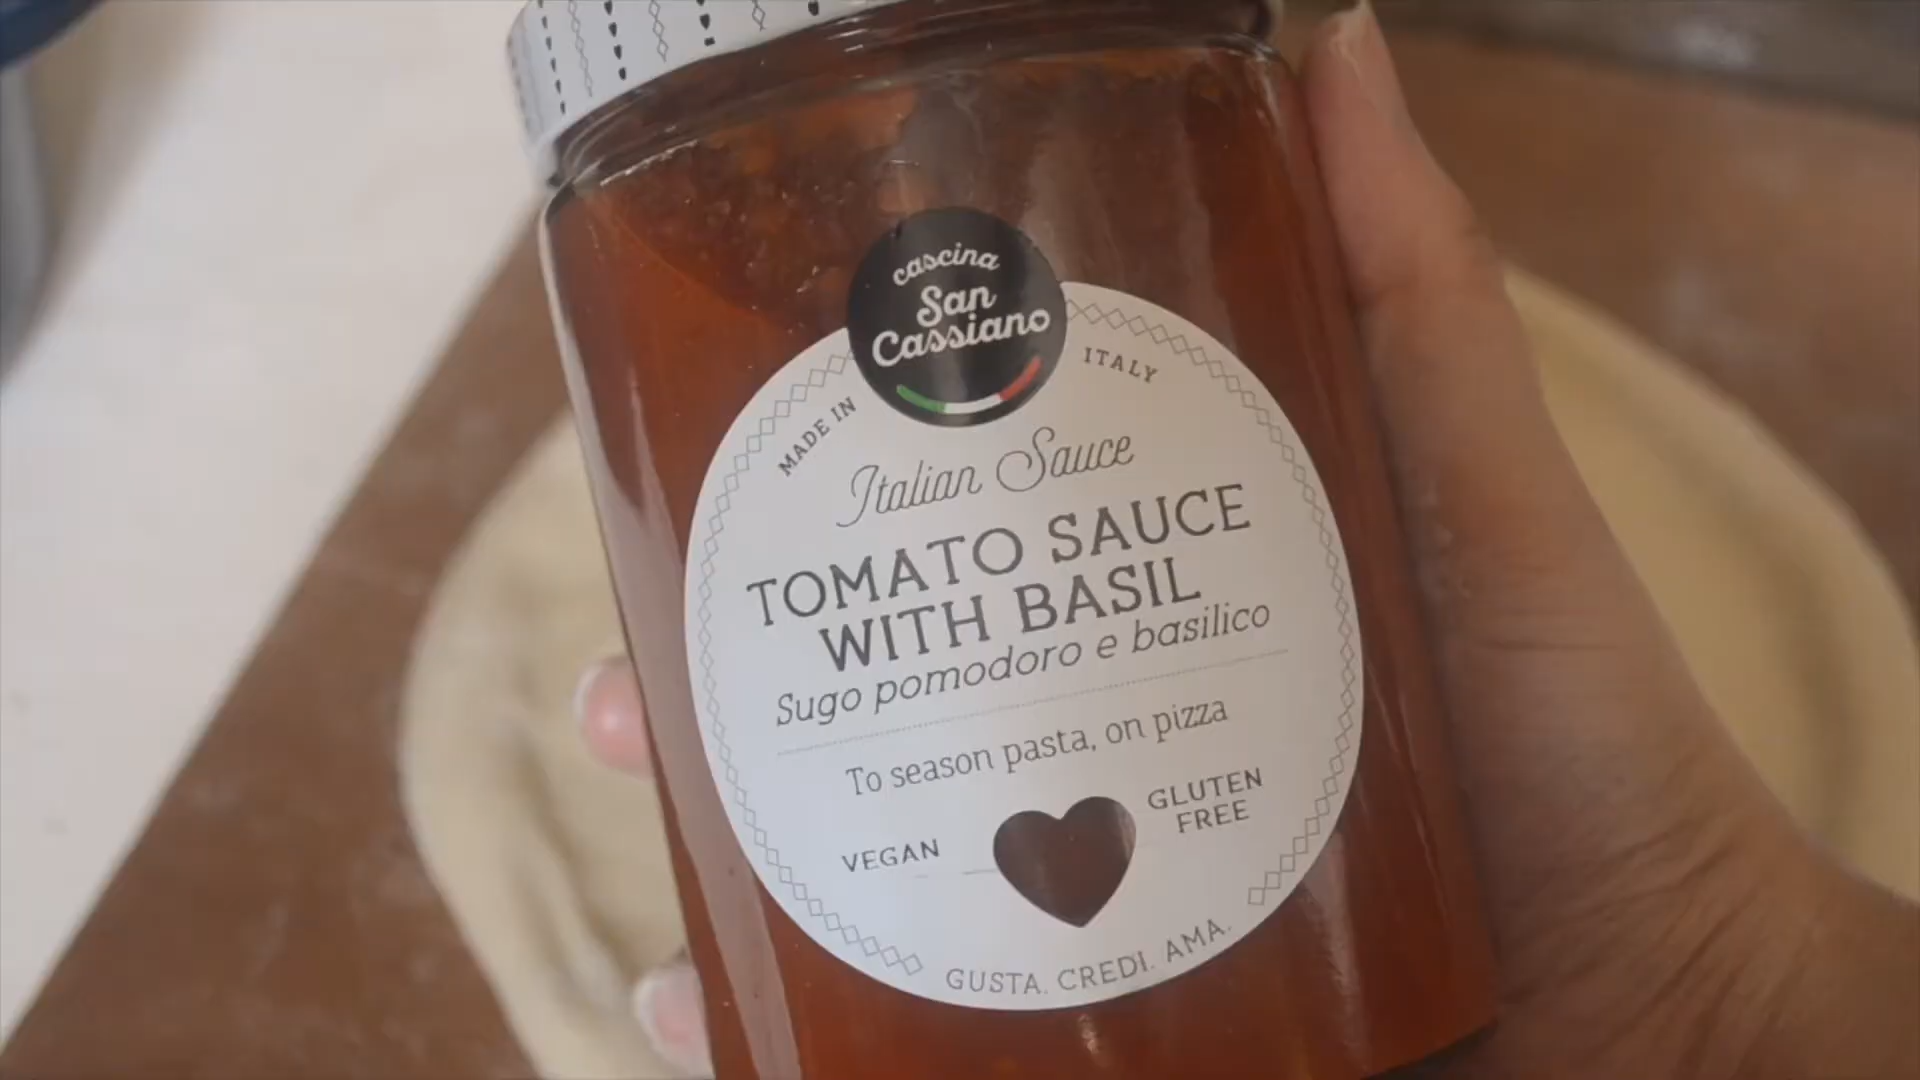 cascina
San
Cassiano
MADE IN ITALY
Italian Sauce
TOMATO SAUCE
WITH BASIL
Sugo pomodoro e basilico
To season pasta, on pizza
VEGAN
GLUTEN
FREE
GUSTA. CREDI. AMA.